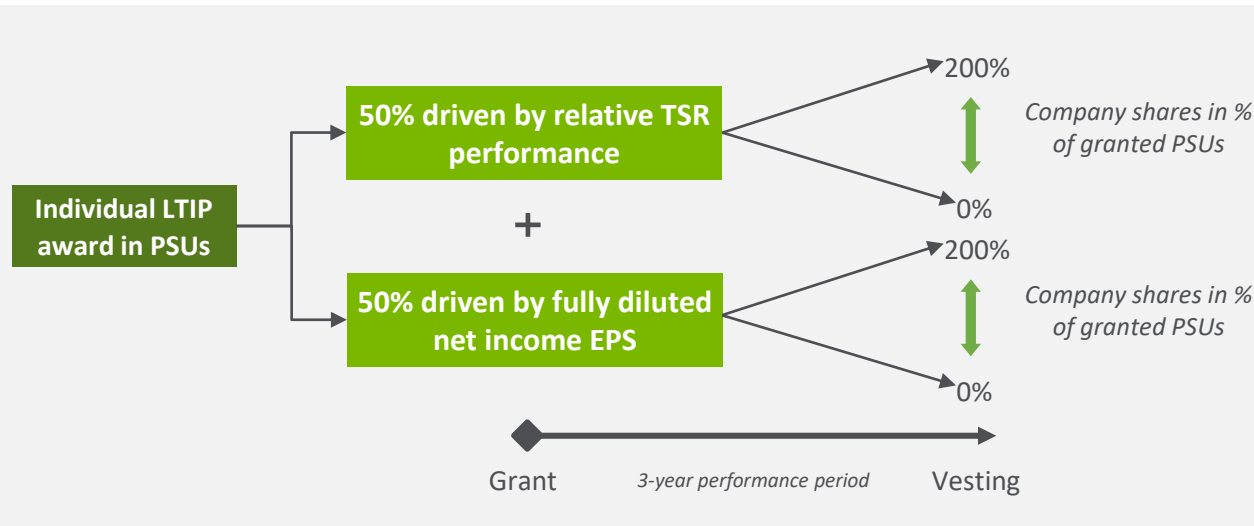 Individual LTIP
award in PSUs
50% driven by relative TSR
performance
+
50% driven by fully diluted
net income EPS
200%
0%
Company shares in %
of granted PSUs
200%
0%
Company shares in %
of granted PSUs
Grant
3-year performance period
Vesting